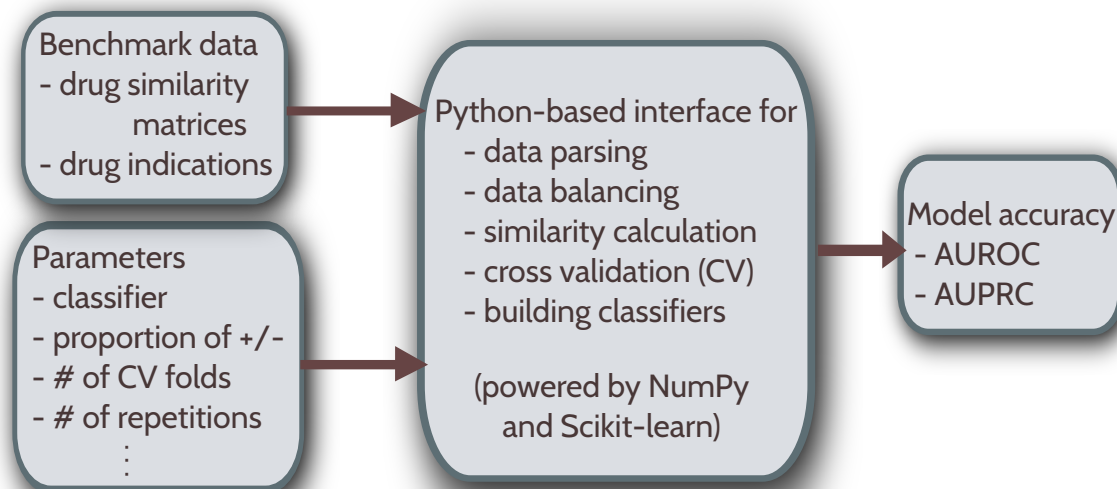 Benchmark data
- drug similarity
matrices
- drug indications
Parameters
- classifier
- proportion of +/-
- # of CV folds
- # of repetitions
⋮
Python-based interface for
- data parsing
- data balancing
- similarity calculation
- cross validation (CV)
- building classifiers
(powered by NumPy
and Scikit-learn)
Model accuracy
- AUROC
- AUPRC